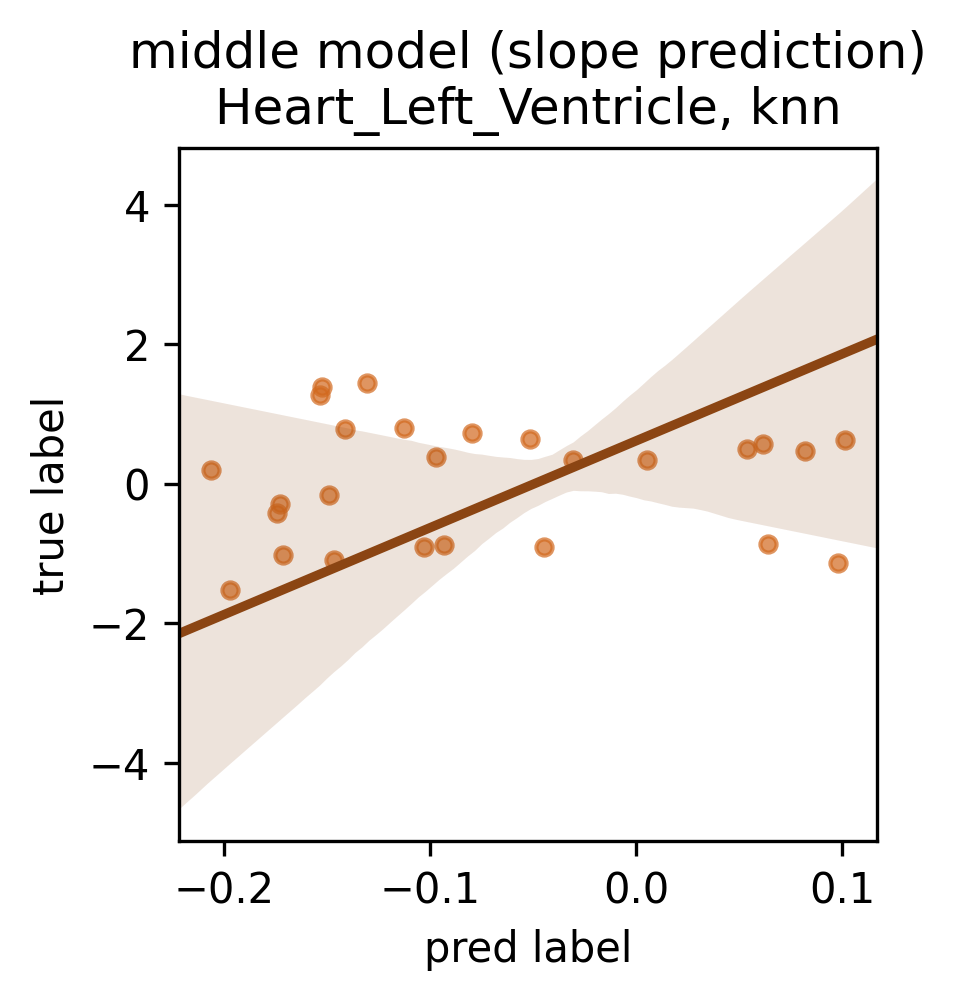 middle model (slope prediction)
Heart_Left_Ventricle, knn
4
2
0
−2
−4
true label
−0.2
−0.1
0.0
0.1
pred label